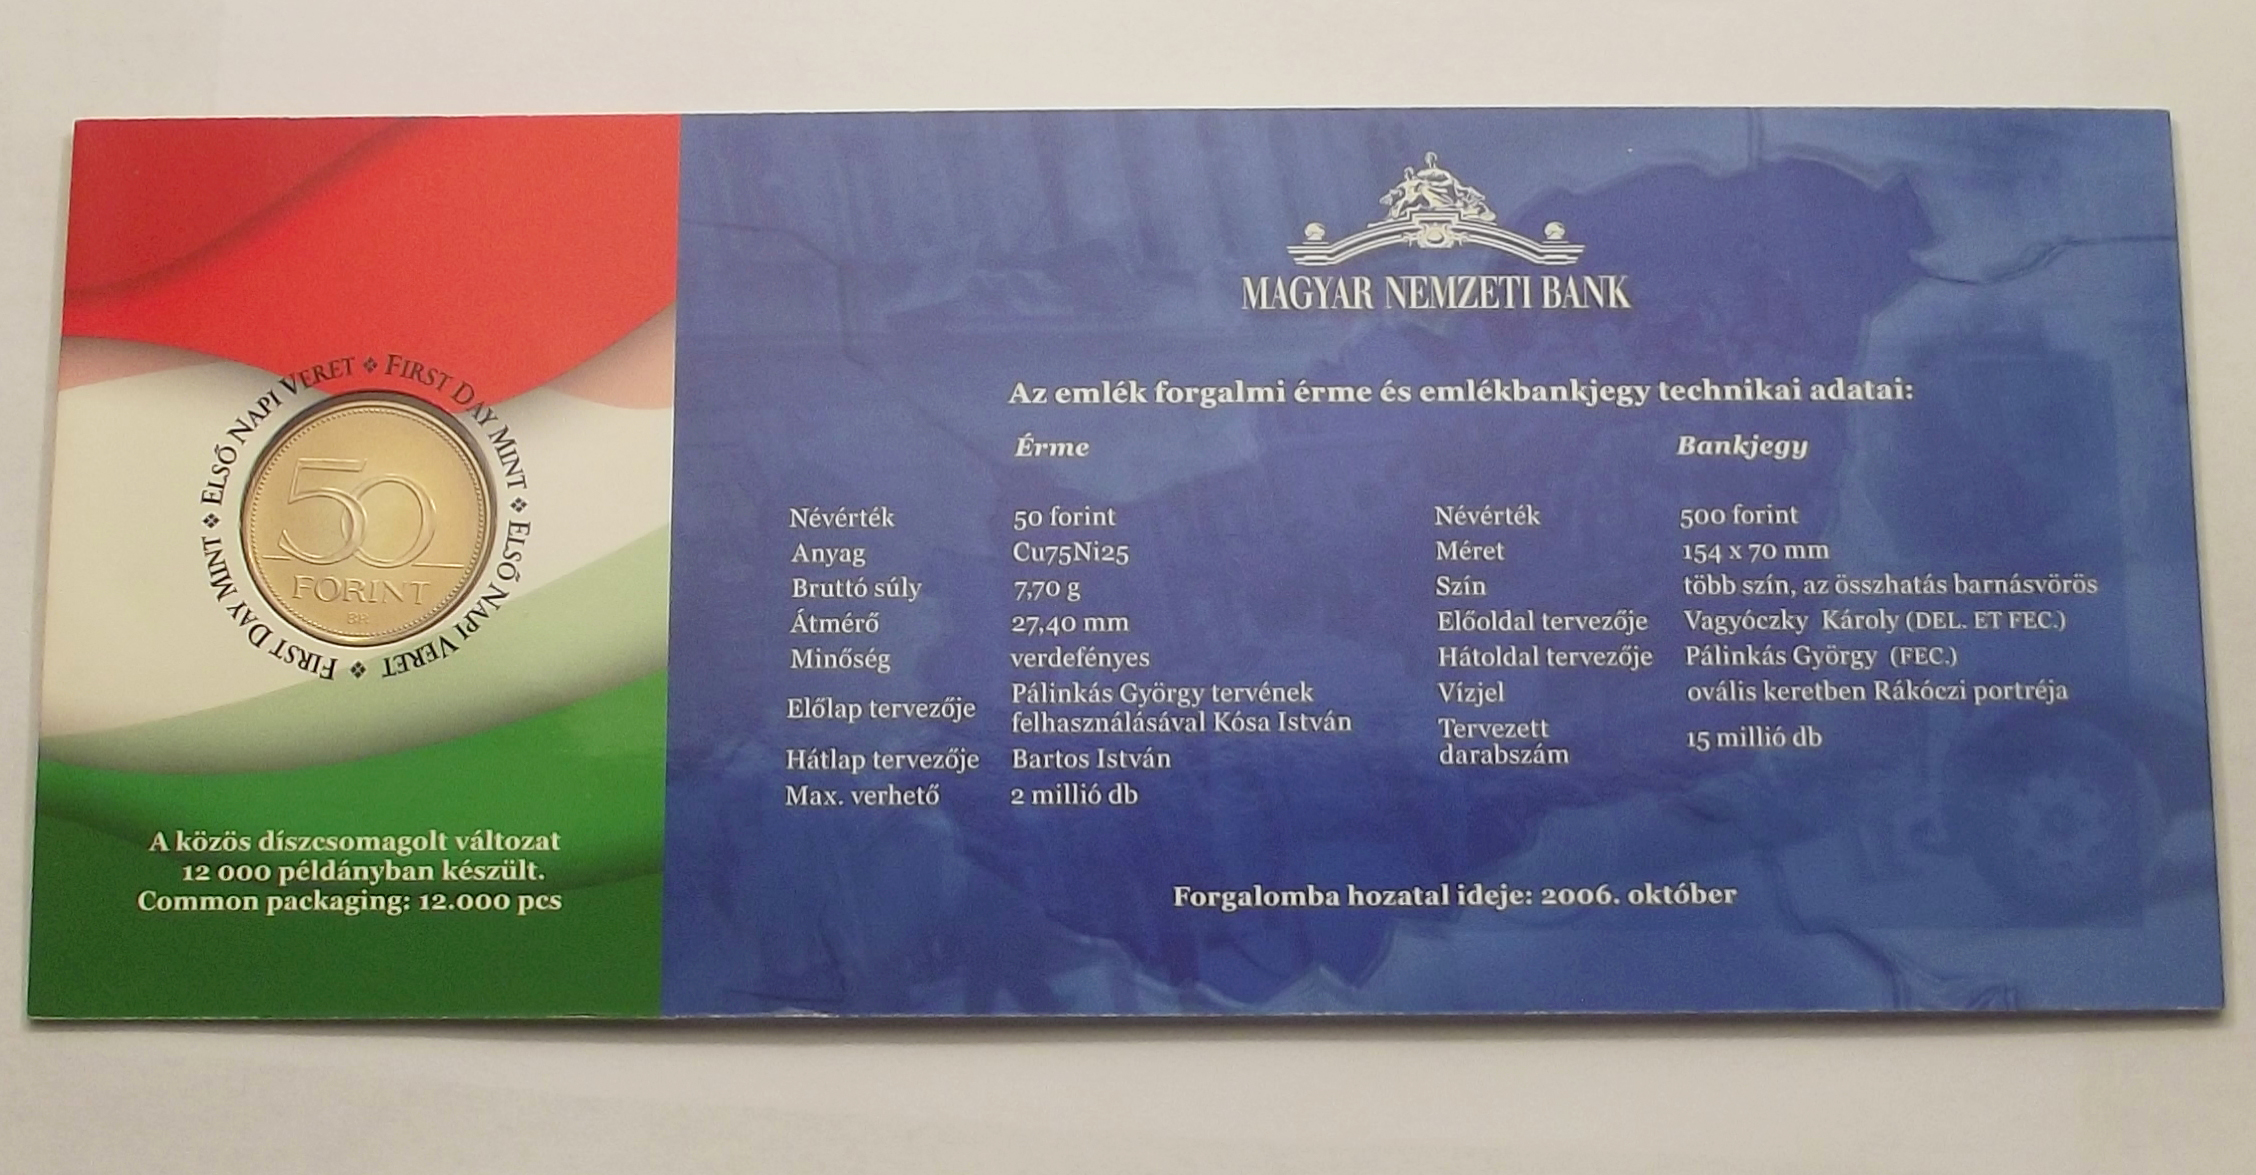 ELSŐ NAPI VERET ❖ FIRST DAY MINT ❖ ELSŐ NAPI VERET ❖ FIRST DAY MINT ❖
50
FORINT
BP.
A közös díszcsomagolt változat
12 000 példányban készült.
Common packaging: 12.000 pcs
MAGYAR NEMZETI BANK
Az emlék forgalmi érme és emlékbankjegy technikai adatai:
Érme
Névérték 50 forint
Anyag Cu75Ni25
Bruttó súly 7,70 g
Átmérő 27,40 mm
Minőség verdefényes
Előlap tervezője Pálinkás György tervének
felhasználásával Kósa István
Hátlap tervezője Bartos István
Max. verhető 2 millió db
Bankjegy
Névérték 500 forint
Méret 154 x 70 mm
Szín több szín, az összhatás barnásvörös
Előoldal tervezője Vagyóczky Károly (DEL. ET FEC.)
Hátoldal tervezője Pálinkás György (FEC.)
Vízjel ovális keretben Rákóczi portréja
Tervezett
darabszám 15 millió db
Forgalomba hozatal ideje: 2006. október